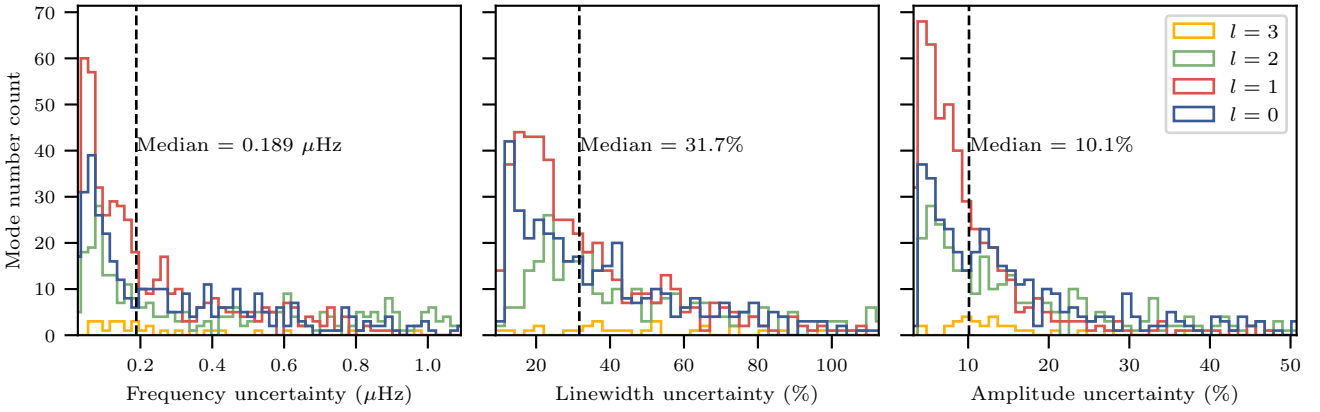 70
60
50
40
30
20
10
0
Mode number count
Median = 0.189 μHz
0.2 0.4 0.6 0.8 1.0
Frequency uncertainty (μHz)
Median = 31.7%
20 40 60 80 100
Linewidth uncertainty (%)
l = 3
l = 2
l = 1
l = 0
Median = 10.1%
10 20 30 40 50
Amplitude uncertainty (%)